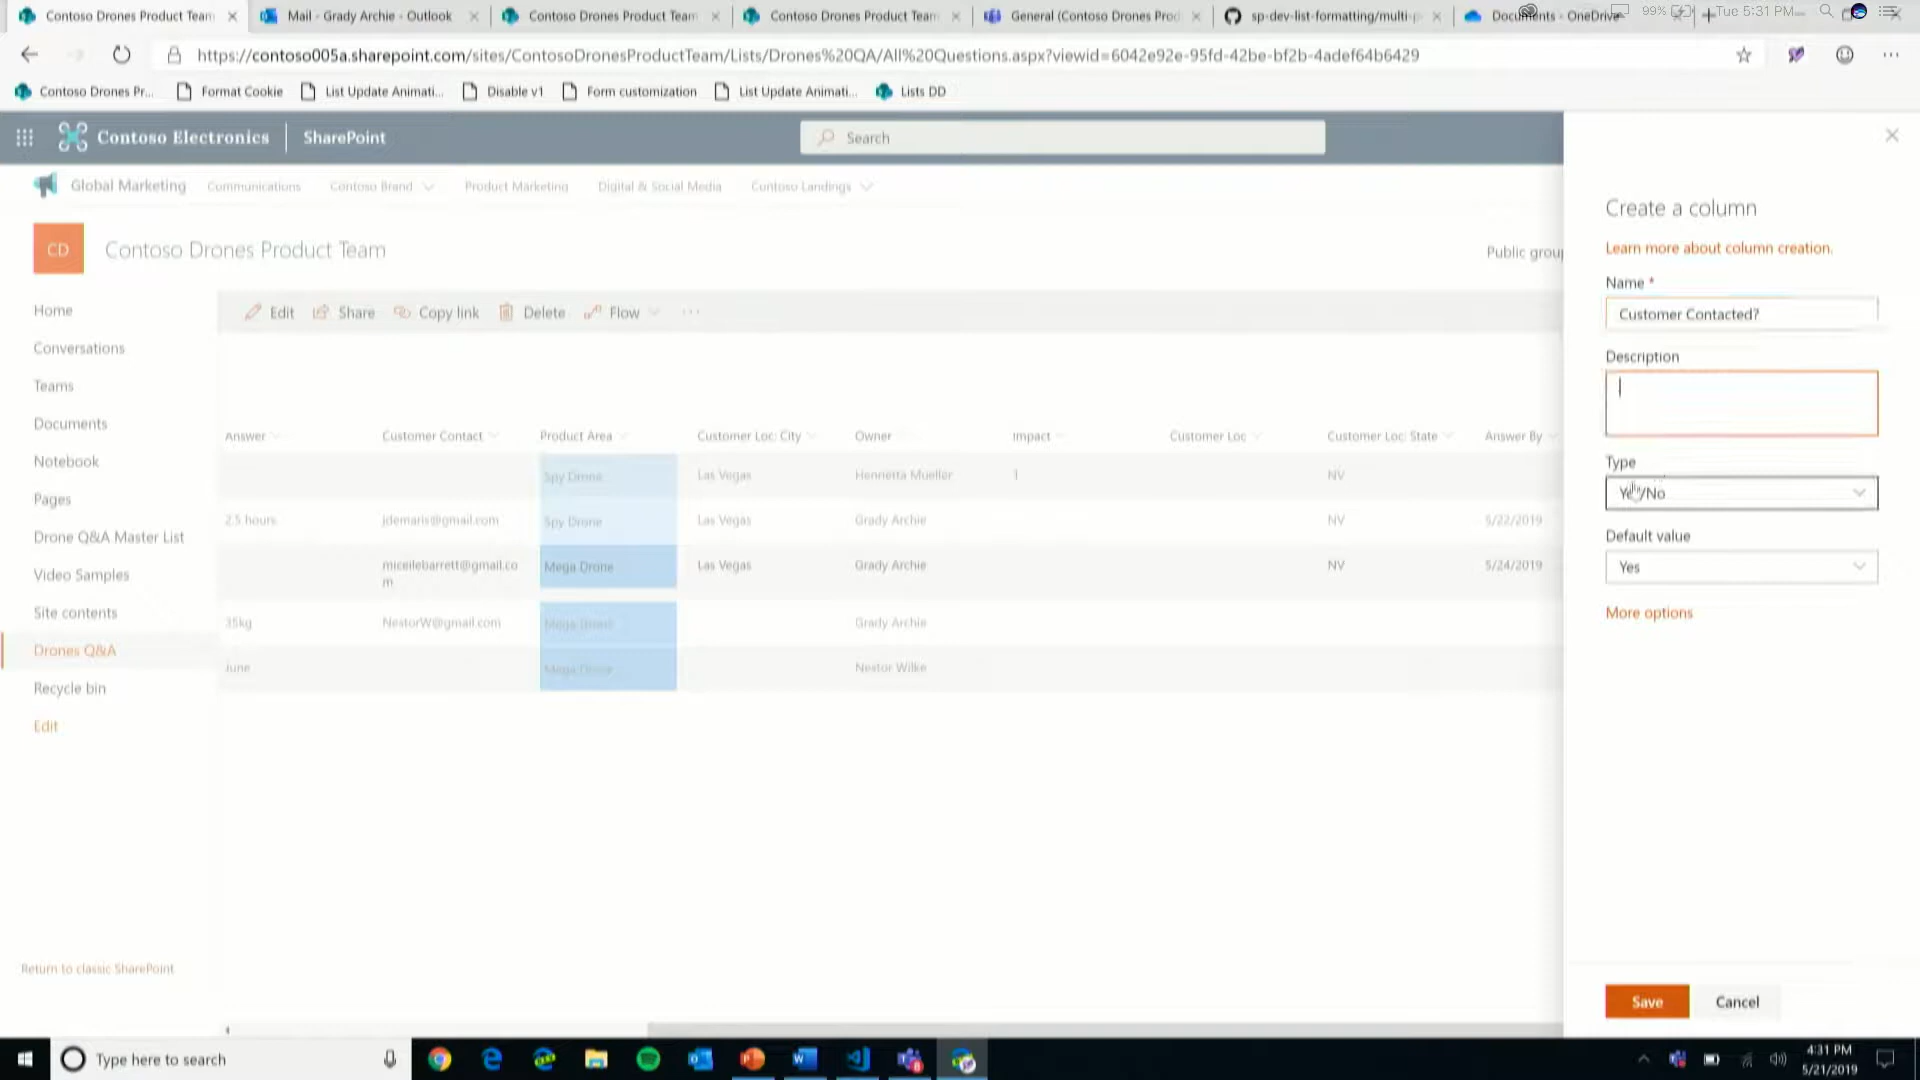 Contoso Drones Product Team
Mail - Grady Archie - Outlook
Contoso Drones Product Team
Contoso Drones Product Team
General (Contoso Drones Prod
sp-dev-list-formatting/multi-p
Documents - OneDrive
99%
Tue 5:31 PM
https://contoso005a.sharepoint.com/sites/ContosoDronesProductTeam/Lists/Drones%20QA/All%20Questions.aspx?viewid=6042e92e-95fd-42be-bf2b-4adef64b6429
Contoso Drones Pr...
Format Cookie
List Update Animati...
Disable v1
Form customization
List Update Animati...
Lists DD
Contoso Electronics
SharePoint
Search
Global Marketing
Communications
Contoso Brand
Product Marketing
Digital & Social Media
Contoso Landings
CD
Contoso Drones Product Team
Public group
Home
Conversations
Teams
Documents
Notebook
Pages
Drone Q&A Master List
Video Samples
Site contents
Drones Q&A
Recycle bin
Edit
Return to classic SharePoint
Edit
Share
Copy link
Delete
Flow
Answer Customer Contact Product Area Customer Loc: City Owner Impact Customer Loc Customer Loc: State Answer By
Spy Drone Las Vegas Henrietta Mueller 1 NV
2.5 hours jdemaris@gmail.com Spy Drone Las Vegas Grady Archie NV 5/22/2019
Mega Drone Las Vegas Grady Archie NV 5/24/2019
35kg NestorW@gmail.com Mega Drone Grady Archie
June Mega Drone Nestor Wilke
Create a column
Learn more about column creation.
Name *
Customer Contacted?
Description
Type
Yes/No
Default value
Yes
More options
Save
Cancel
Type here to search
4:31 PM
5/21/2019